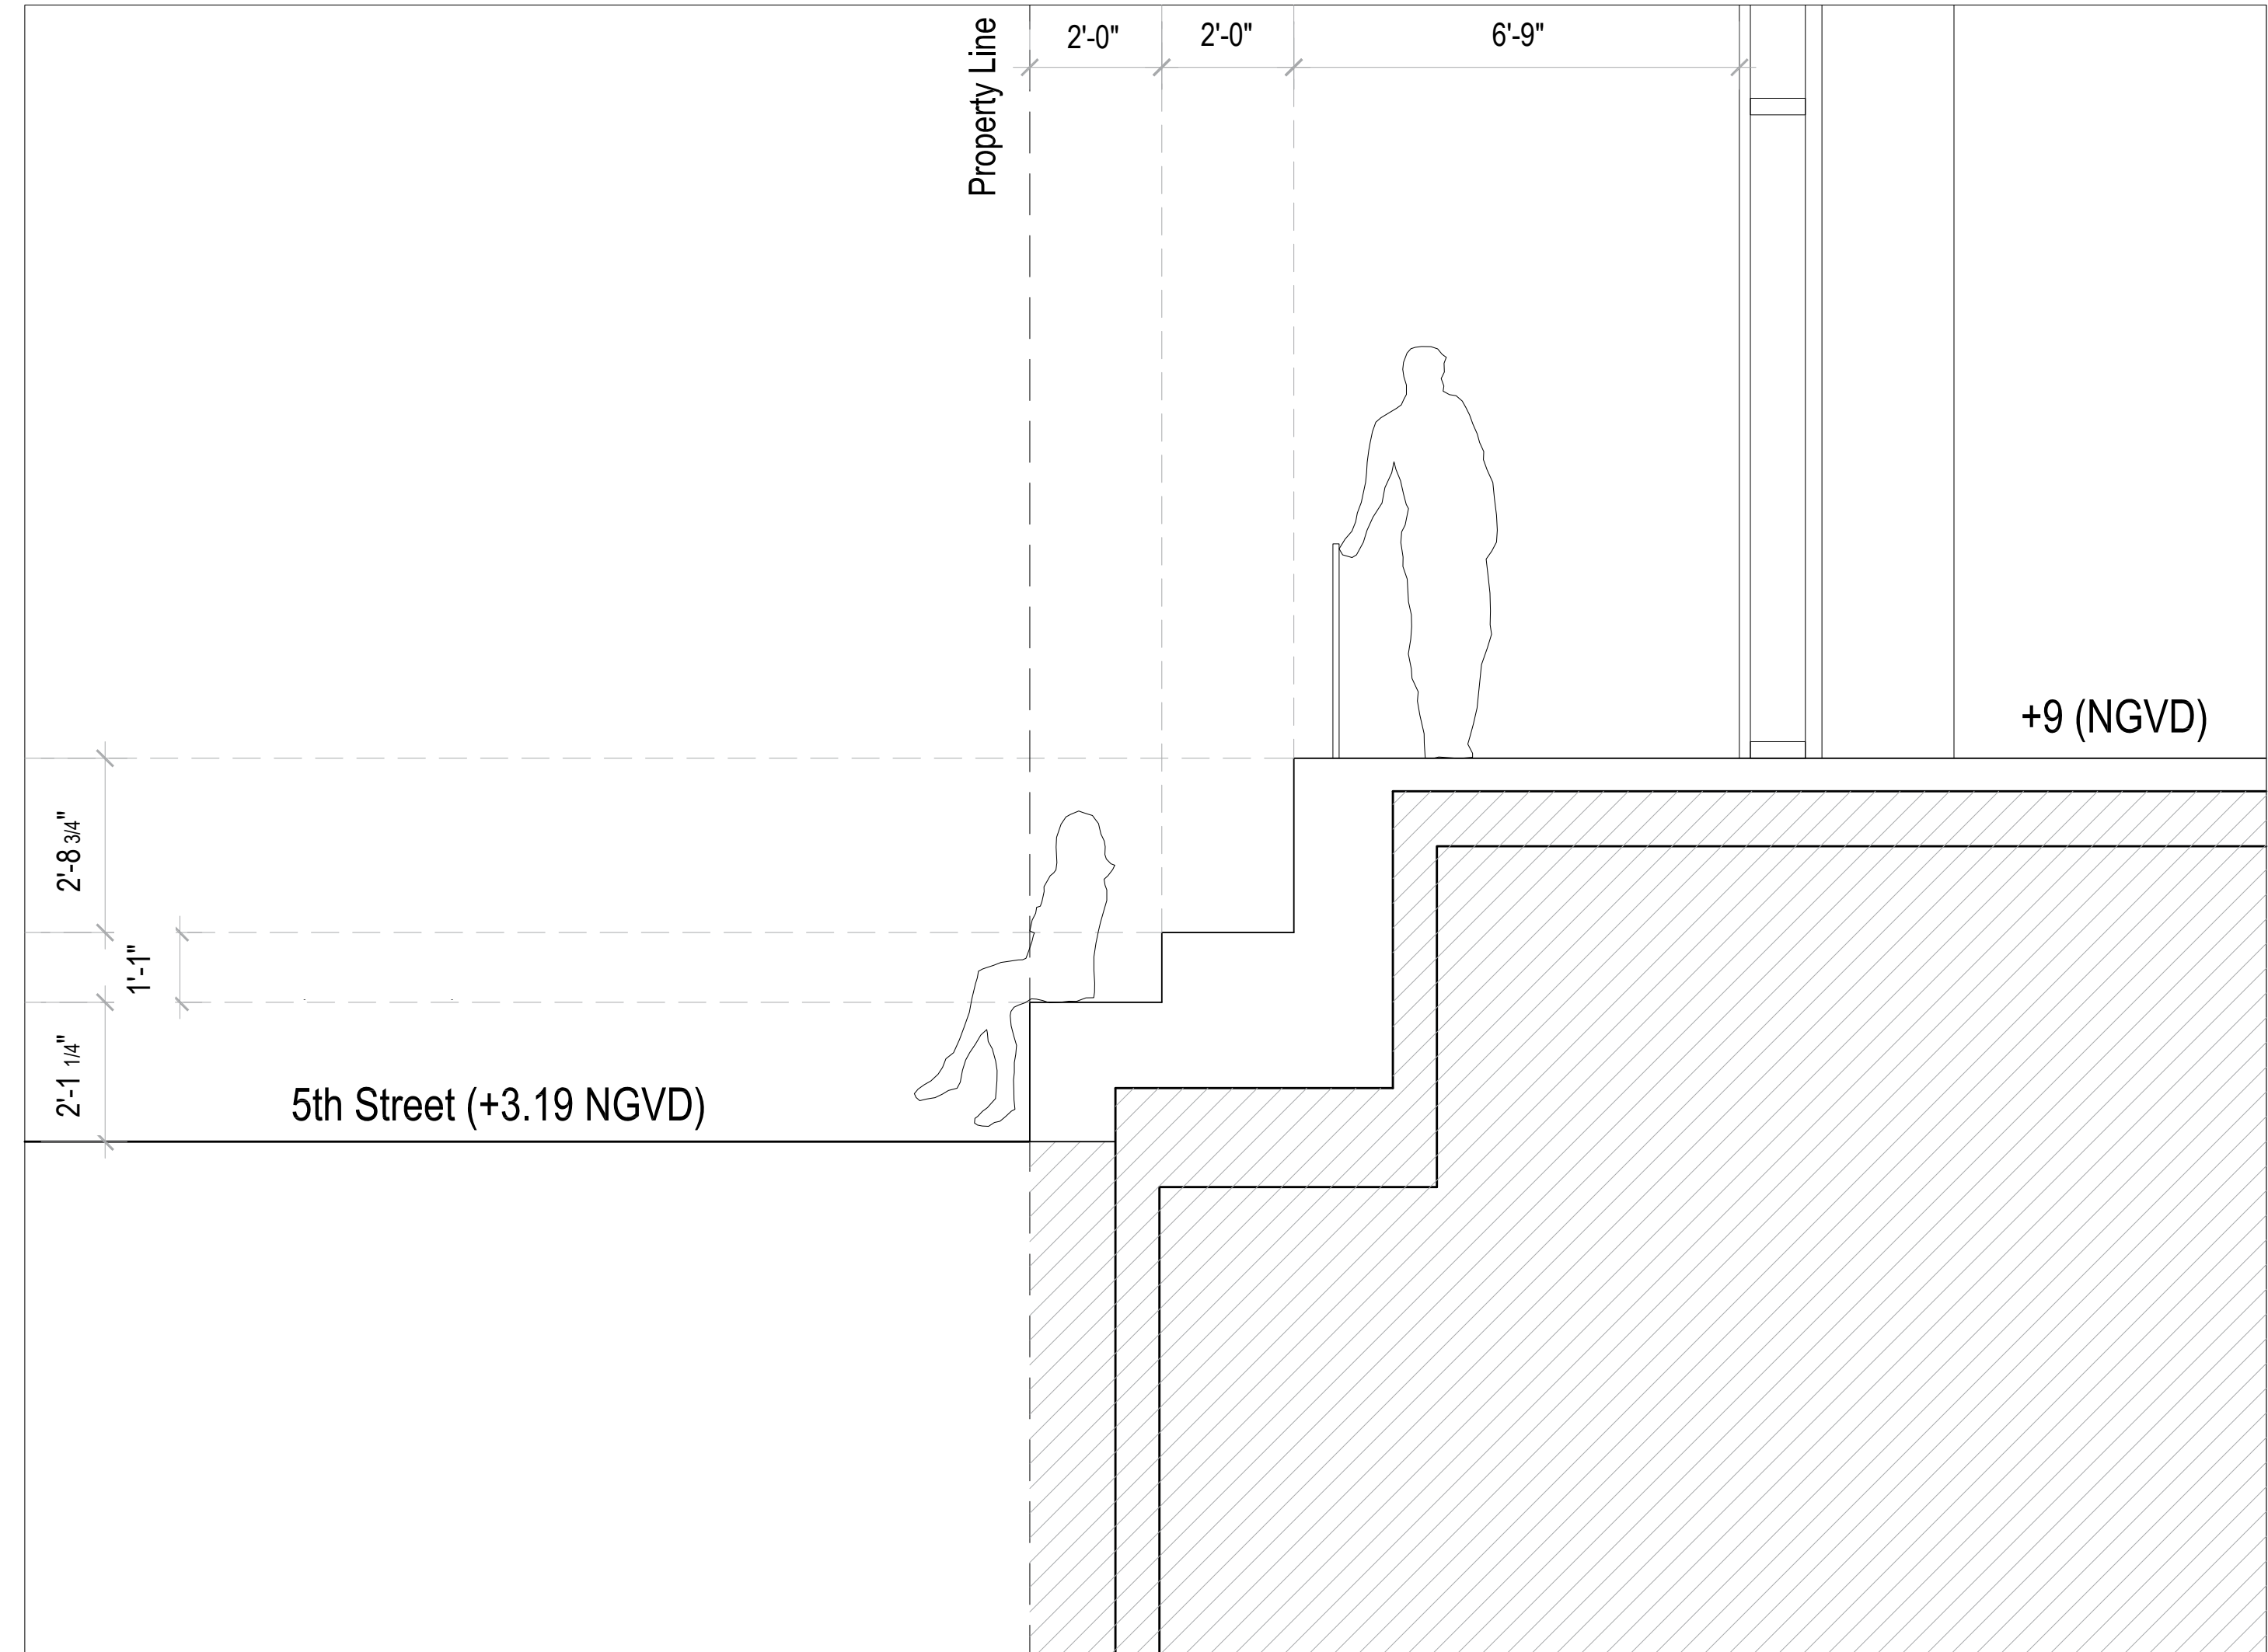 Property Line
2'-0"
2'-0"
6'-9"
+9 (NGVD)
2'-8 3/4"
1'-1"
2'-1 1/4"
5th Street (+3.19 NGVD)